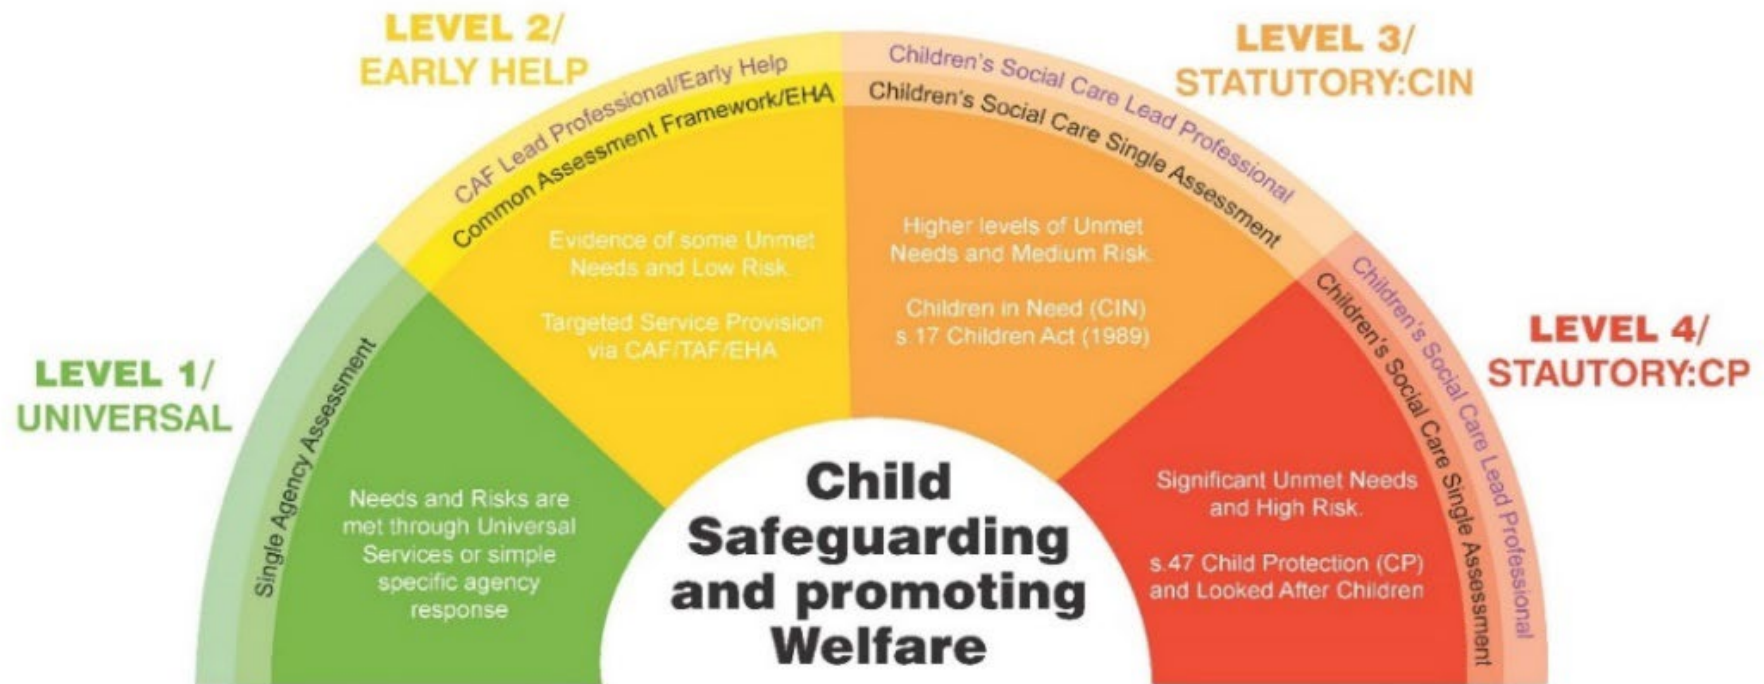 LEVEL 1/
UNIVERSAL
Single Agency Assessment
Needs and Risks are
met through Universal
Services or simple
specific agency
response
LEVEL 2/
EARLY HELP
CAF Lead Professional/Early Help
Common Assessment Framework/EHA
Evidence of some Unmet
Needs and Low Risk.
Targeted Service Provision
via CAF/TAF/EHA
LEVEL 3/
STATUTORY:CIN
Children's Social Care Lead Professional
Children's Social Care Single Assessment
Higher levels of Unmet
Needs and Medium Risk.
Children in Need (CIN)
s.17 Children Act (1989)
LEVEL 4/
STAUTORY:CP
Children's Social Care Lead Professional
Children's Social Care Single Assessment
Significant Unmet Needs
and High Risk.
s.47 Child Protection (CP)
and Looked After Children
Child
Safeguarding
and promoting
Welfare